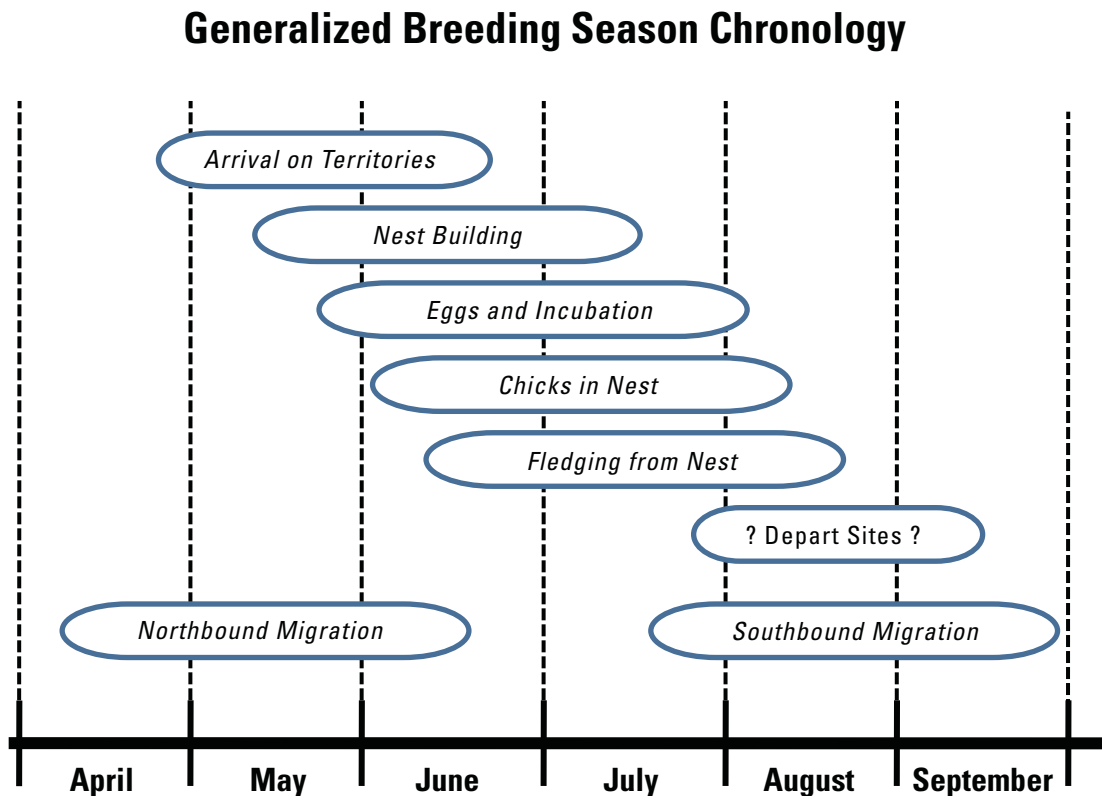 Generalized Breeding Season Chronology
Arrival on Territories
Nest Building
Eggs and Incubation
Chicks in Nest
Fledging from Nest
? Depart Sites ?
Northbound Migration
Southbound Migration
April
May
June
July
August
September